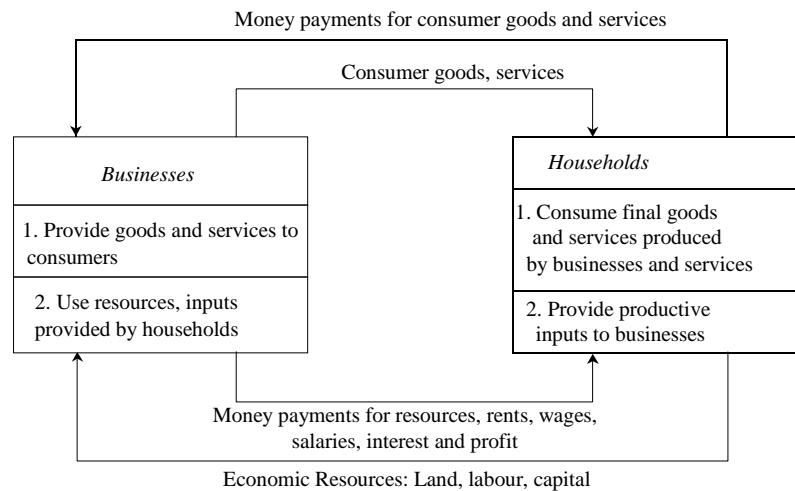 Money payments for consumer goods and services
Consumer goods, services
Businesses
1. Provide goods and services to
consumers
2. Use resources, inputs
provided by households
Households
1. Consume final goods
and services produced
by businesses and services
2. Provide productive
inputs to businesses
Money payments for resources, rents, wages,
salaries, interest and profit
Economic Resources: Land, labour, capital